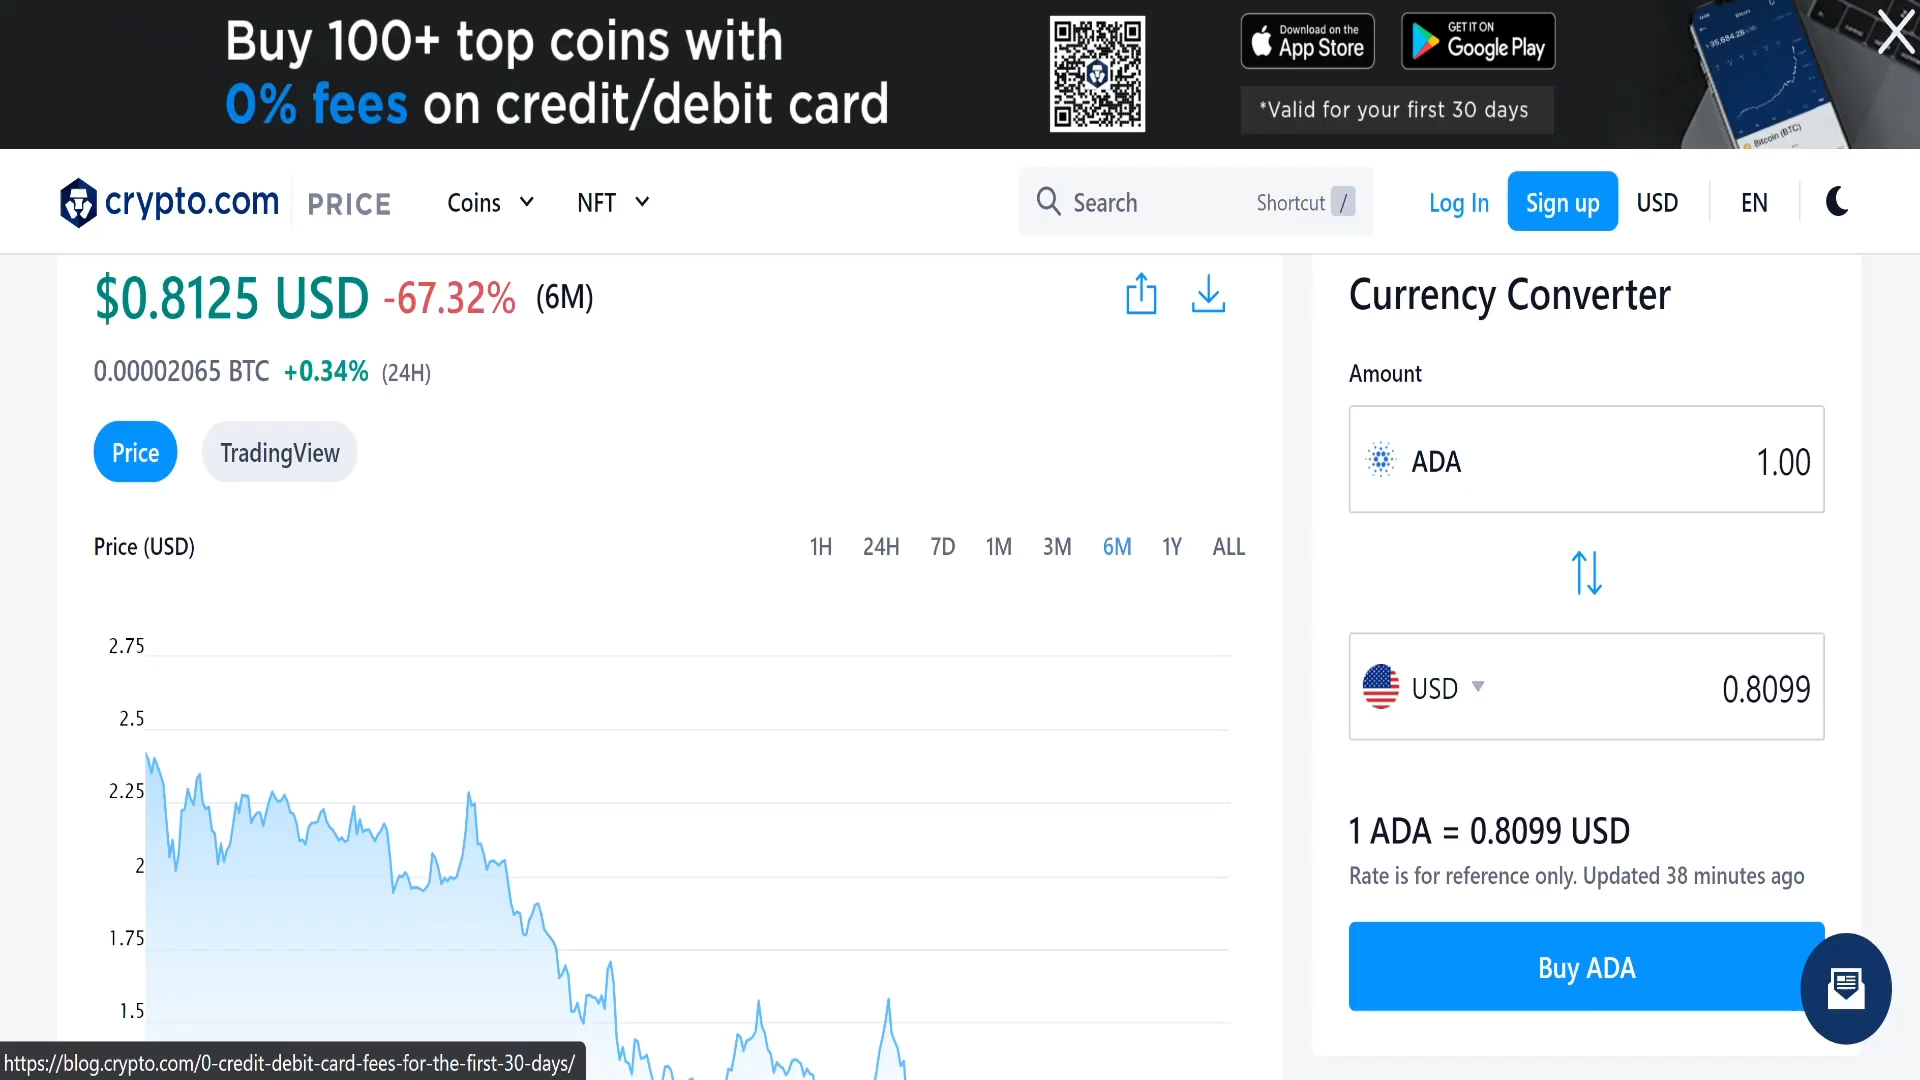 Buy 100+ top coins with
0% fees on credit/debit card
Download on the
App Store
GET IT ON
Google Play
*Valid for your first 30 days
Bitcoin (BTC)
crypto.com PRICE Coins NFT Search Shortcut / Log In Sign up USD EN
$0.8125 USD -67.32% (6M)
0.00002065 BTC +0.34% (24H)
Price TradingView
Price (USD) 1H 24H 7D 1M 3M 6M 1Y ALL
2.75
2.5
2.25
2
1.75
1.5
Currency Converter
Amount
ADA 1.00
USD 0.8099
1 ADA = 0.8099 USD
Rate is for reference only. Updated 38 minutes ago
Buy ADA
https://blog.crypto.com/0-credit-debit-card-fees-for-the-first-30-days/